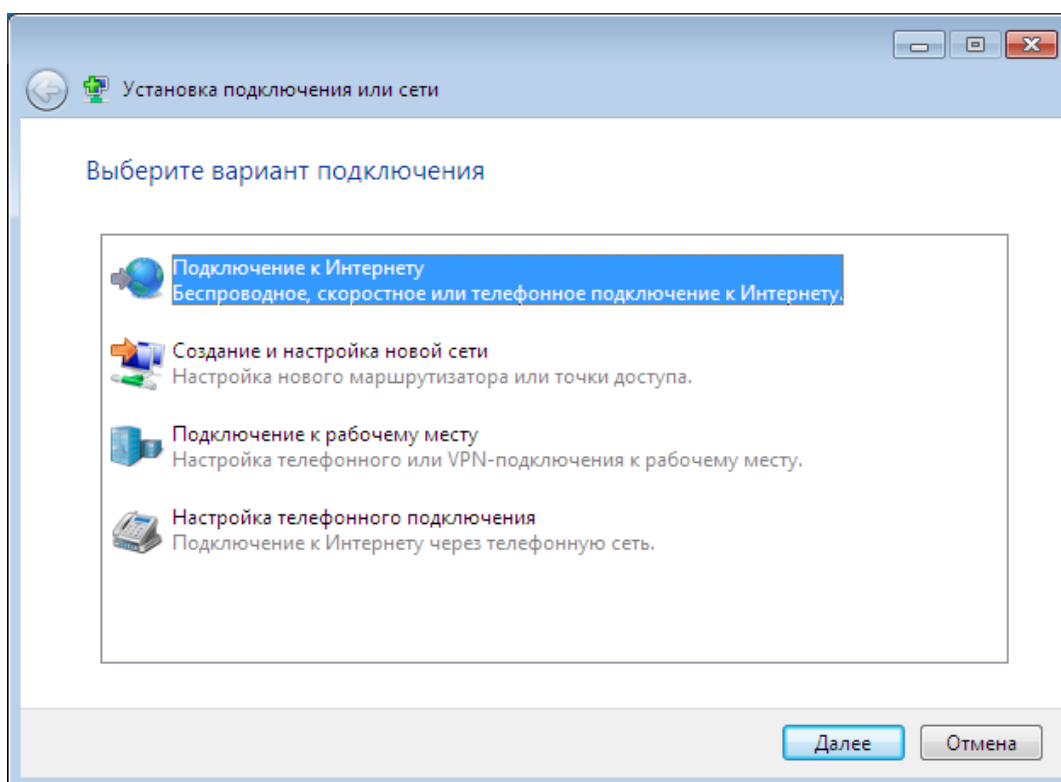 Установка подключения или сети
Выберите вариант подключения
Подключение к Интернету
Беспроводное, скоростное или телефонное подключение к Интернету.
Создание и настройка новой сети
Настройка нового маршрутизатора или точки доступа.
Подключение к рабочему месту
Настройка телефонного или VPN-подключения к рабочему месту.
Настройка телефонного подключения
Подключение к Интернету через телефонную сеть.
Далее
Отмена